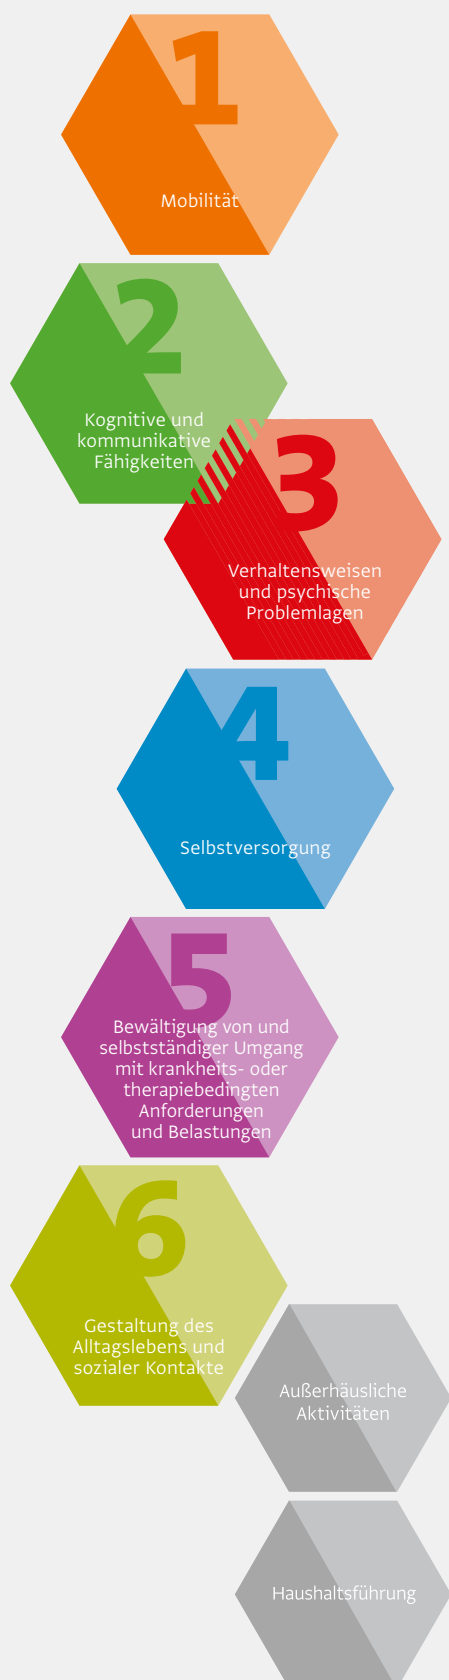 1
Mobilität
2
Kognitive und
kommunikative
Fähigkeiten
3
Verhaltensweisen
und psychische
Problemlagen
4
Selbstversorgung
5
Bewältigung von und
selbstständiger Umgang
mit krankheits- oder
therapiebedingten
Anforderungen
und Belastungen
6
Gestaltung des
Alltagslebens und
sozialer Kontakte
Außerhäusliche
Aktivitäten
Haushaltsführung